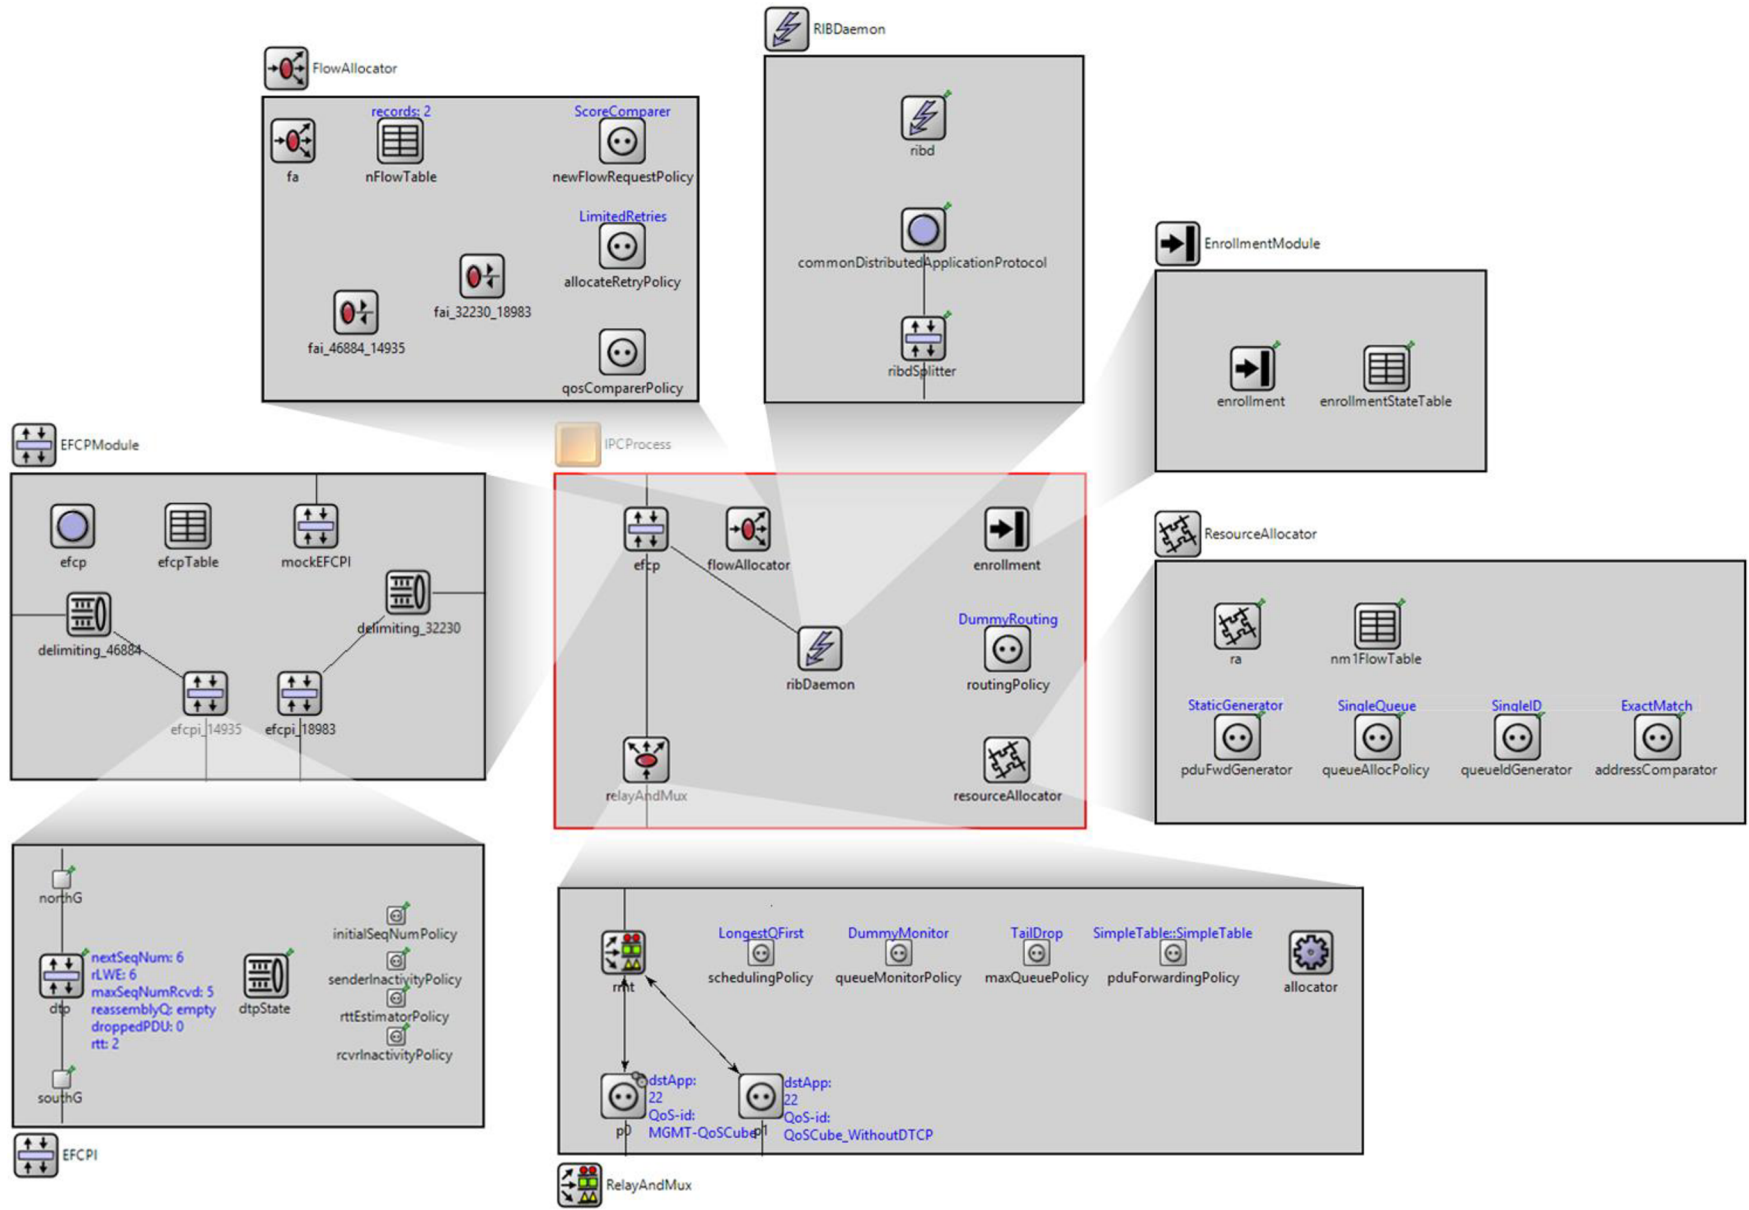 RIBDaemon
ribd
commonDistributedApplicationProtocol
ribdSplitter
FlowAllocator
records: 2
ScoreComparer
fa
nFlowTable
newFlowRequestPolicy
LimitedRetries
allocateRetryPolicy
fai_32230_18983
fai_46884_14935
qosComparerPolicy
EnrollmentModule
enrollment
enrollmentStateTable
EFCPModule
efcp
efcpTable
mockEFCPI
delimiting_32230
delimiting_46884
efcpi_14935
efcpi_18983
IPCProcess
efcp
flowAllocator
enrollment
DummyRouting
ribDaemon
routingPolicy
relayAndMux
resourceAllocator
ResourceAllocator
ra
nm1FlowTable
StaticGenerator
SingleQueue
SingleID
ExactMatch
pduFwdGenerator
queueAllocPolicy
queueIdGenerator
addressComparator
northG
initialSeqNumPolicy
nextSeqNum: 6
rLWE: 6
maxSeqNumRcvd: 5
reassemblyQ: empty
droppedPDU: 0
rtt: 2
dtp
dtpState
senderInactivityPolicy
rttEstimatorPolicy
rcvrInactivityPolicy
southG
EFCPI
LongestQFirst
DummyMonitor
TailDrop
SimpleTable::SimpleTable
rmt
schedulingPolicy
queueMonitorPolicy
maxQueuePolicy
pduForwardingPolicy
allocator
dstApp:
22
QoS-id:
MGMT-QoSCube
p0
dstApp:
22
QoS-id:
QoSCube_WithoutDTCP
p1
RelayAndMux